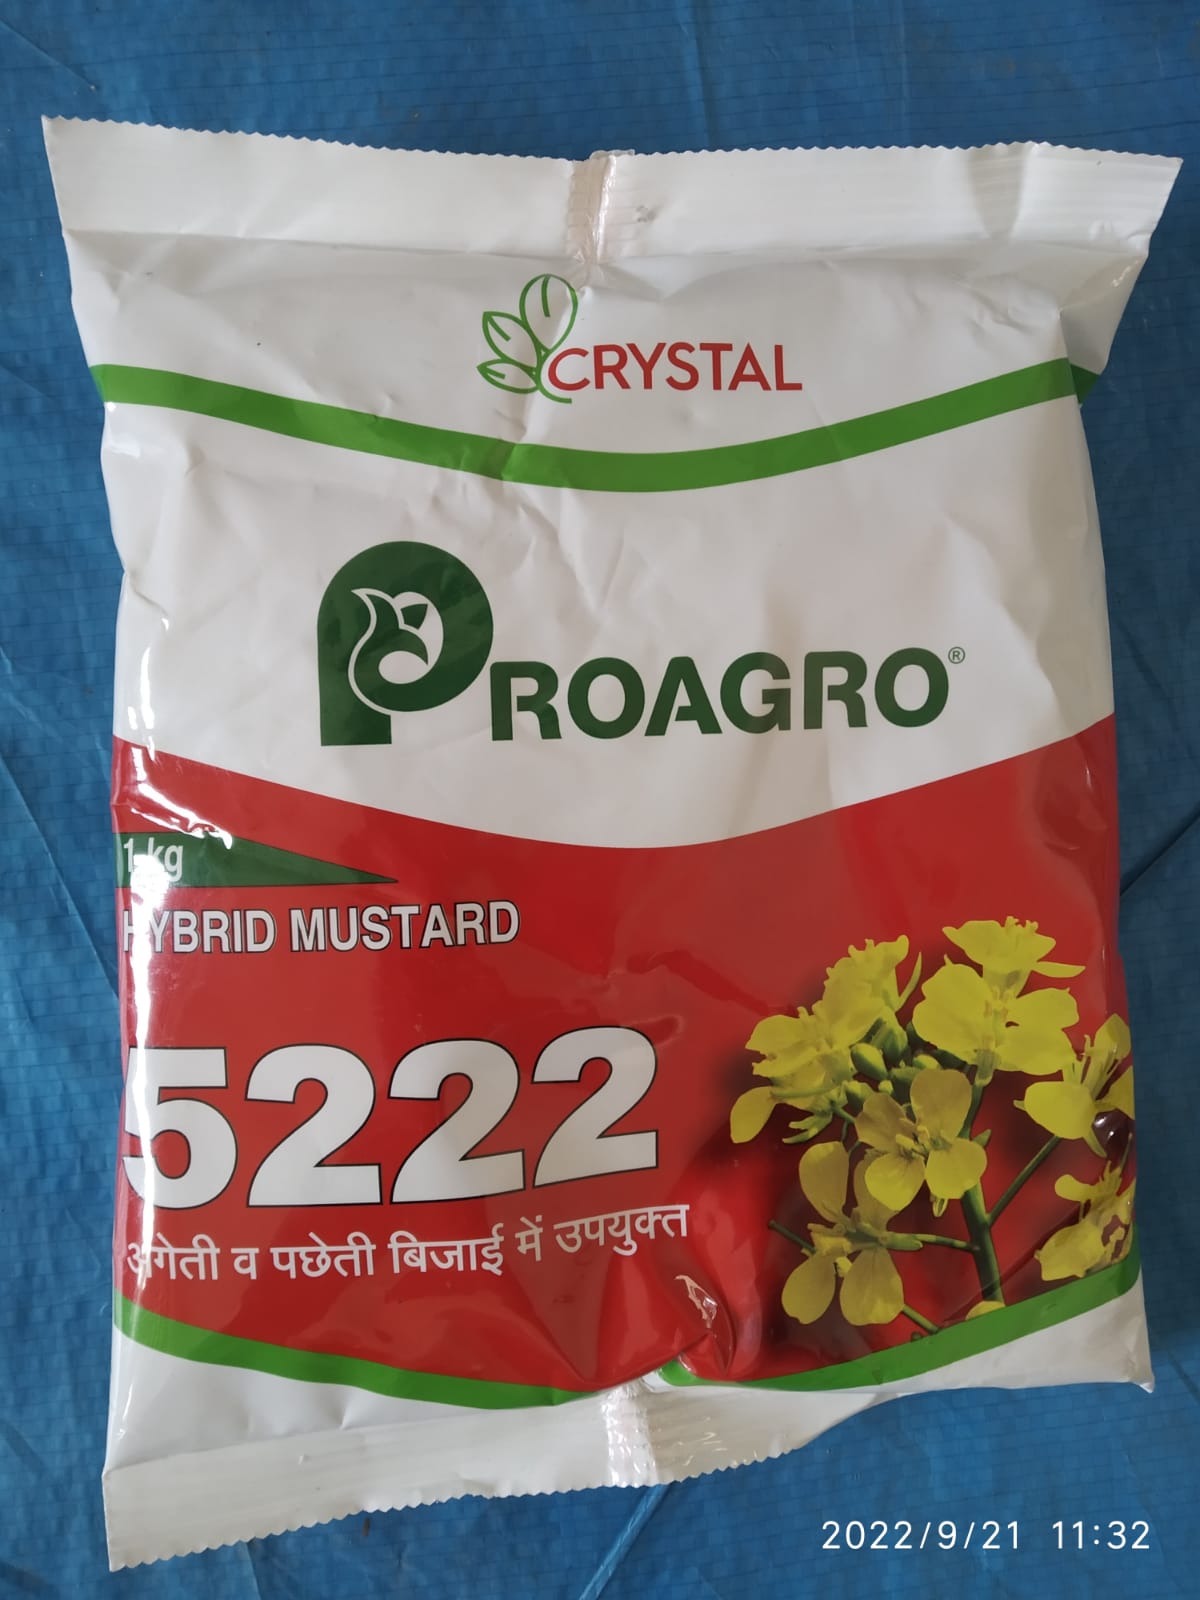 CRYSTAL
PROAGRO®
1 kg
HYBRID MUSTARD
5222
अगेती व पछेती बिजाई में उपयुक्त
2022/9/21 11:32